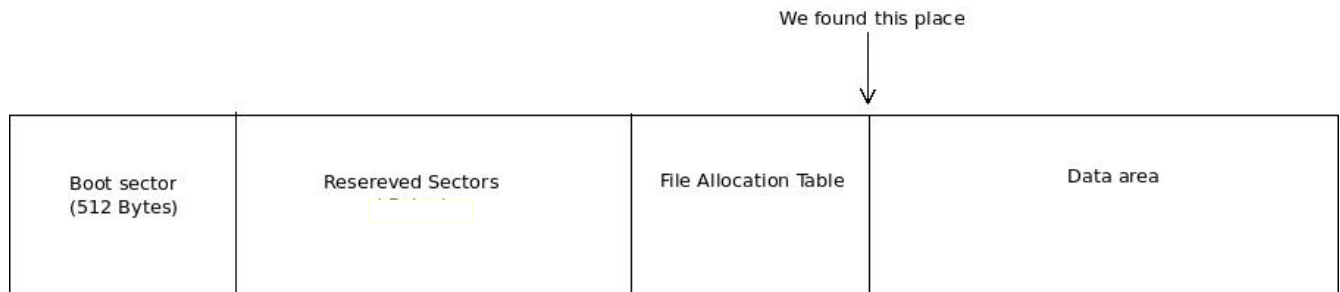 We found this place
Boot sector
(512 Bytes)
Resereved Sectors
File Allocation Table
Data area